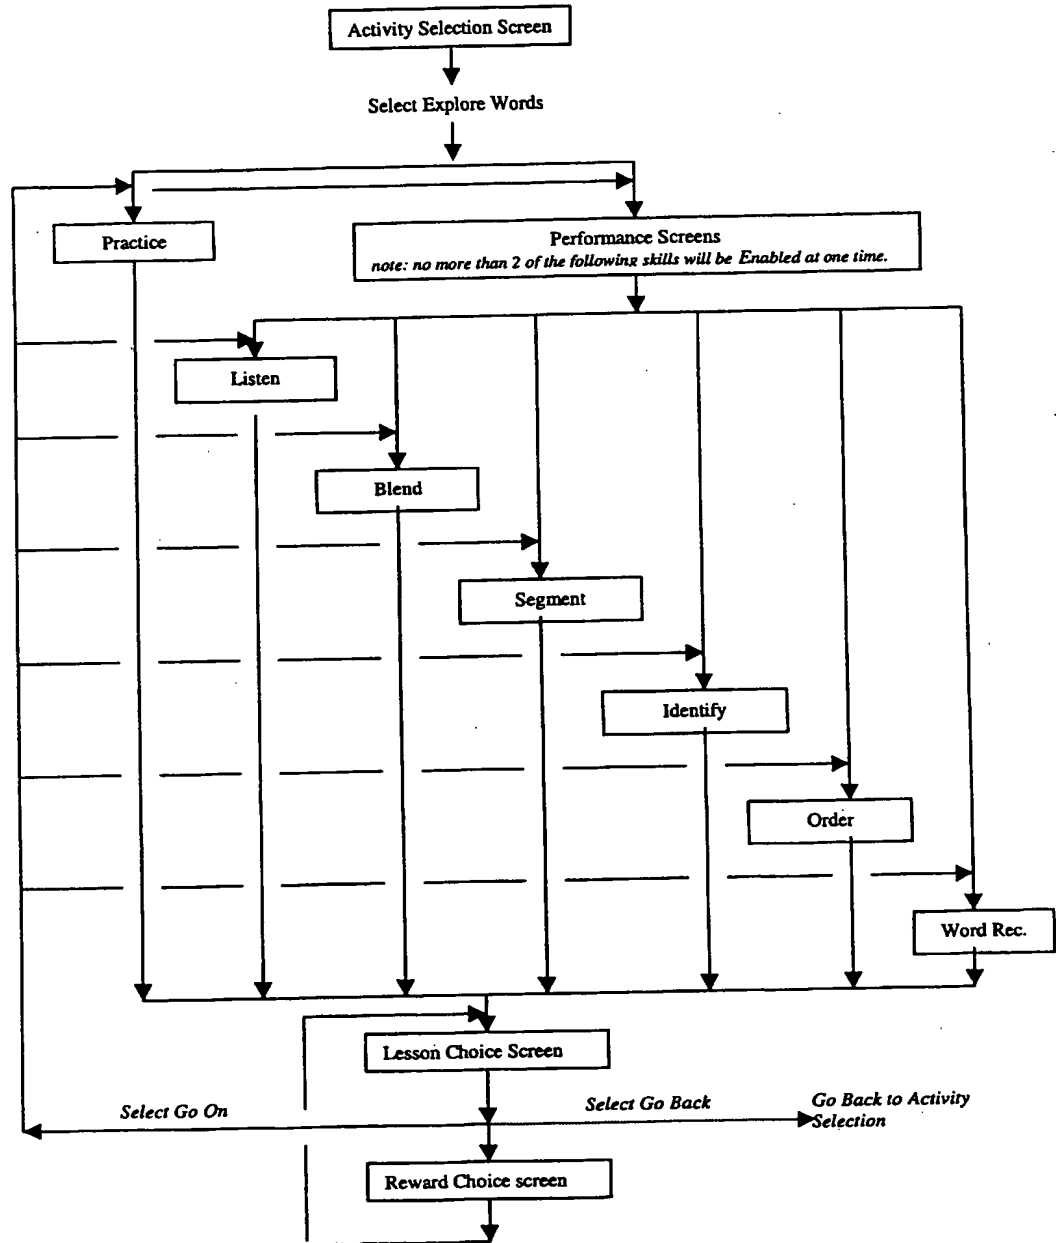 Activity Selection Screen
Select Explore Words
Practice
Performance Screens
note: no more than 2 of the following skills will be Enabled at one time.
Listen
Blend
Segment
Identify
Order
Word Rec.
Lesson Choice Screen
Select Go On
Select Go Back
Go Back to Activity
Selection
Reward Choice screen